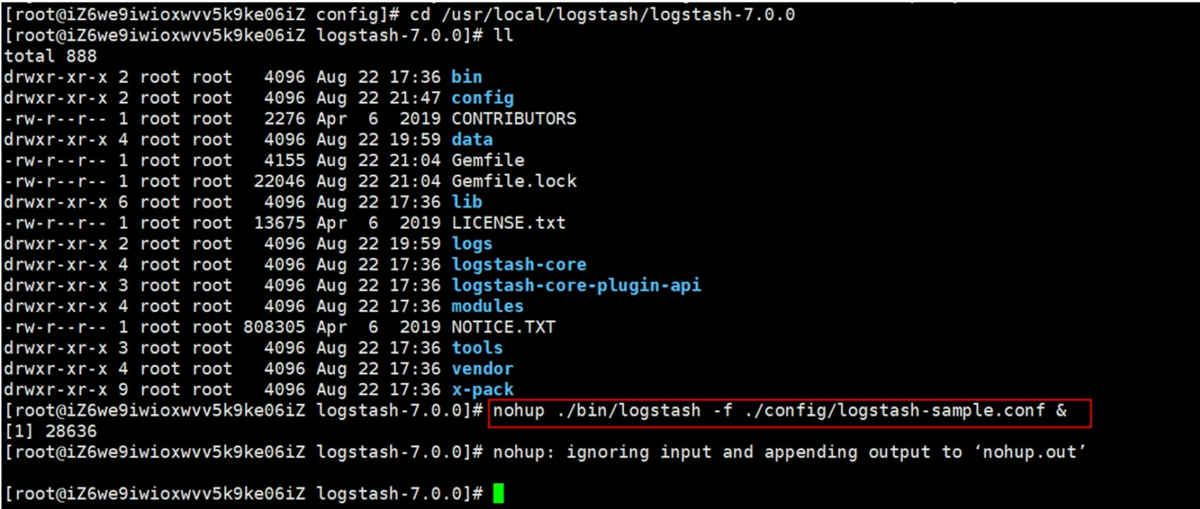 [root@iZ6we9iwioxwvv5k9ke06iZ config]# cd /usr/local/logstash/logstash-7.0.0
[root@iZ6we9iwioxwvv5k9ke06iZ logstash-7.0.0]# ll
total 888
drwxr-xr-x 2 root root   4096 Aug 22 17:36 bin
drwxr-xr-x 2 root root   4096 Aug 22 21:47 config
-rw-r--r-- 1 root root   2276 Apr  6  2019 CONTRIBUTORS
drwxr-xr-x 4 root root   4096 Aug 22 19:59 data
-rw-r--r-- 1 root root   4155 Aug 22 21:04 Gemfile
-rw-r--r-- 1 root root  22046 Aug 22 21:04 Gemfile.lock
drwxr-xr-x 6 root root   4096 Aug 22 17:36 lib
-rw-r--r-- 1 root root  13675 Apr  6  2019 LICENSE.txt
drwxr-xr-x 2 root root   4096 Aug 22 19:59 logs
drwxr-xr-x 4 root root   4096 Aug 22 17:36 logstash-core
drwxr-xr-x 3 root root   4096 Aug 22 17:36 logstash-core-plugin-api
drwxr-xr-x 4 root root   4096 Aug 22 17:36 modules
-rw-r--r-- 1 root root 808305 Apr  6  2019 NOTICE.TXT
drwxr-xr-x 3 root root   4096 Aug 22 17:36 tools
drwxr-xr-x 4 root root   4096 Aug 22 17:36 vendor
drwxr-xr-x 9 root root   4096 Aug 22 17:36 x-pack
[root@iZ6we9iwioxwvv5k9ke06iZ logstash-7.0.0]# nohup ./bin/logstash -f ./config/logstash-sample.conf &
[1] 28636
[root@iZ6we9iwioxwvv5k9ke06iZ logstash-7.0.0]# nohup: ignoring input and appending output to ‘nohup.out’
[root@iZ6we9iwioxwvv5k9ke06iZ logstash-7.0.0]#